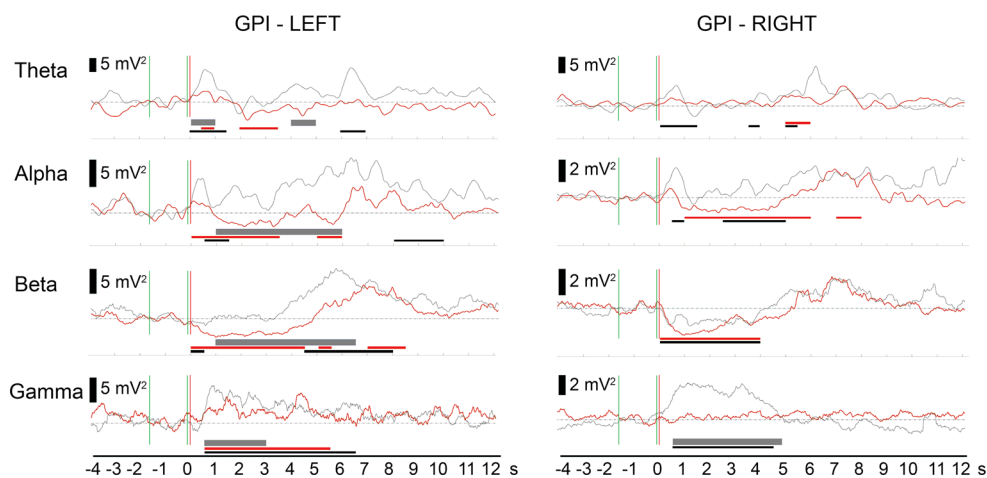 GPI - LEFT GPI - RIGHT
Theta 5 mV² 5 mV²
Alpha 5 mV² 2 mV²
Beta 5 mV² 2 mV²
Gamma 5 mV² 2 mV²
-4 -3 -2 -1 0 1 2 3 4 5 6 7 8 9 10 11 12 s -4 -3 -2 -1 0 1 2 3 4 5 6 7 8 9 10 11 12 s